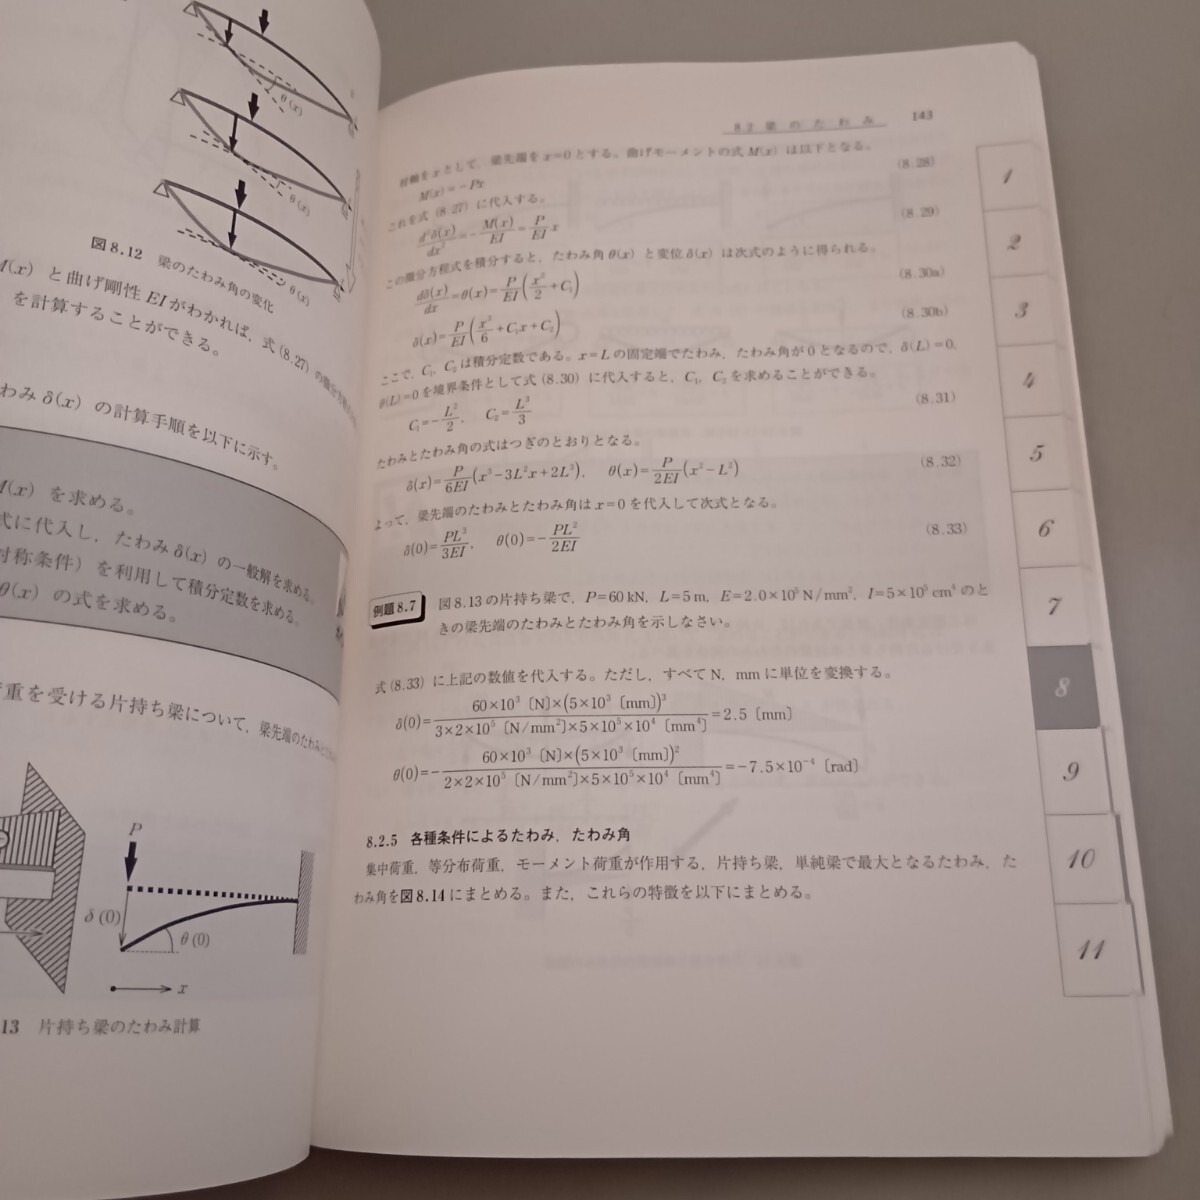 θ(x)
θ(x)
θ(x)
図8.12 梁のたわみ角の変化
M(x) と曲げ剛性 EI がわかれば，式 (8.27) の
を計算することができる。
わみ δ(x) の計算手順を以下に示す。
M(x) を求める。
式に代入し，たわみ δ(x) の一般解を求める。
対称条件) を利用して積分定数を求める。
θ(x) の式を求める。
重を受ける片持ち梁について，梁先端のたわみ
P
δ(0)
θ(0)
x
13 片持ち梁のたわみ計算
8.2 梁のたわみ 143
対軸を x として，梁先端を x=0 とする。曲げモーメントの式 M(x) は以下となる。
M(x)=-Px (8.28)
これを式 (8.27) に代入する。
d²δ(x)/dx²=-M(x)/EI=P/EI x (8.29)
この微分方程式を積分すると，たわみ角 θ(x) と変位 δ(x) は次式のように得られる。
dδ(x)/dx=θ(x)=P/EI(x²/2+C₁) (8.30a)
δ(x)=P/EI(x³/6+C₁x+C₂) (8.30b)
ここで，C₁，C₂ は積分定数である。x=L の固定端でたわみ，たわみ角が 0 となるので，δ(L)=0,
θ(L)=0 を境界条件として式 (8.30) に代入すると，C₁，C₂ を求めることができる。
C₁=-L²/2, C₂=L³/3 (8.31)
たわみとたわみ角の式はつぎのとおりとなる。
δ(x)=P/6EI(x³-3L²x+2L³), θ(x)=P/2EI(x²-L²) (8.32)
よって，梁先端のたわみとたわみ角は x=0 を代入して次式となる。
δ(0)=PL³/3EI, θ(0)=-PL²/2EI (8.33)
例題 8.7 図 8.13 の片持ち梁で，P=60 kN，L=5 m，E=2.0×10⁵ N/mm²，I=5×10⁵ cm⁴ のと
きの梁先端のたわみとたわみ角を示しなさい。
式 (8.33) に上記の数値を代入する。ただし，すべて N，mm に単位を変換する。
δ(0)=60×10³〔N〕×(5×10³〔mm〕)³/3×2×10⁵〔N/mm²〕×5×10⁵×10⁴〔mm⁴〕=2.5〔mm〕
θ(0)=-60×10³〔N〕×(5×10³〔mm〕)²/2×2×10⁵〔N/mm²〕×5×10⁵×10⁴〔mm⁴〕=-7.5×10⁻⁴〔rad〕
8.2.5 各種条件によるたわみ，たわみ角
集中荷重，等分布荷重，モーメント荷重が作用する，片持ち梁，単純梁で最大となるたわみ，た
わみ角を図 8.14 にまとめる。また，これらの特徴を以下にまとめる。
1
2
3
4
5
6
7
8
9
10
11